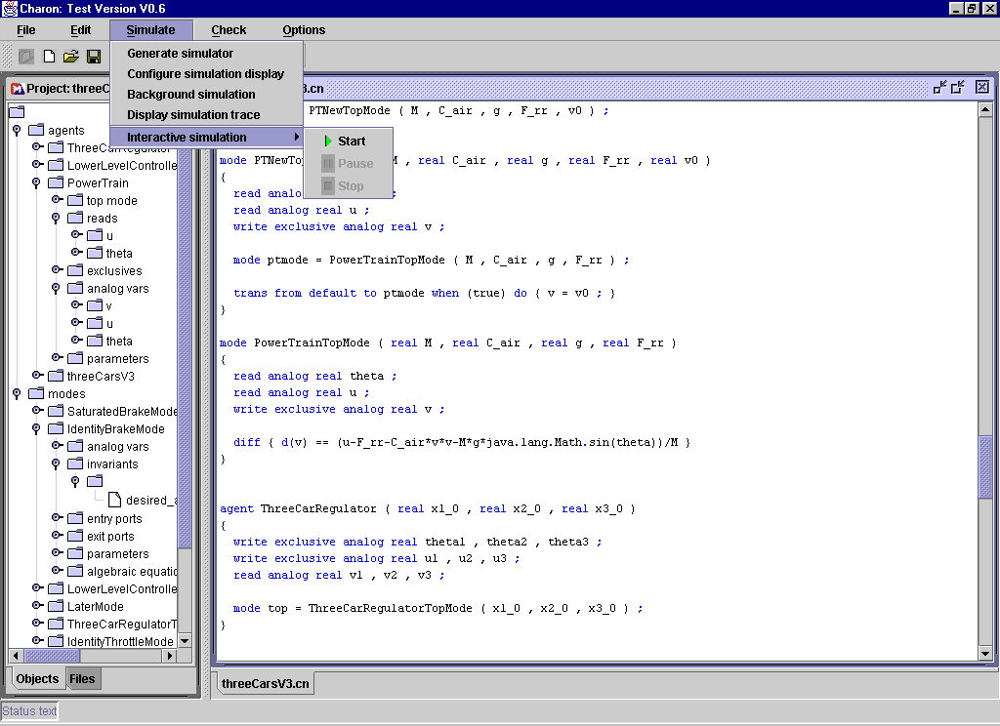 Charon: Test Version V0.6
File Edit Simulate Check Options
Generate simulator
Configure simulation display
Background simulation
Display simulation trace
Interactive simulation
Start
Pause
Stop
Project: threeC
agents
ThreeCarRegulator
LowerLevelControlle
PowerTrain
top mode
reads
u
theta
exclusives
analog vars
v
u
theta
parameters
threeCarsV3
modes
SaturatedBrakeMode
IdentityBrakeMode
analog vars
invariants
desired_a
entry ports
exit ports
parameters
algebraic equatio
LowerLevelControlle
LaterMode
ThreeCarRegulatorT
IdentityThrottleMode
Objects Files
3.cn
PTNewTopMode ( M , C_air , g , F_rr , v0 ) ;
mode PTNewTop M , real C_air , real g , real F_rr , real v0 )
{
read analo ;
read analog real u ;
write exclusive analog real v ;
mode ptmode = PowerTrainTopMode ( M , C_air , g , F_rr ) ;
trans from default to ptmode when (true) do { v = v0 ; }
}
mode PowerTrainTopMode ( real M , real C_air , real g , real F_rr )
{
read analog real theta ;
read analog real u ;
write exclusive analog real v ;
diff { d(v) == (u-F_rr-C_air*v*v-M*g*java.lang.Math.sin(theta))/M }
}
agent ThreeCarRegulator ( real x1_0 , real x2_0 , real x3_0 )
{
write exclusive analog real theta1 , theta2 , theta3 ;
write exclusive analog real u1 , u2 , u3 ;
read analog real v1 , v2 , v3 ;
mode top = ThreeCarRegulatorTopMode ( x1_0 , x2_0 , x3_0 ) ;
}
threeCarsV3.cn
Status text